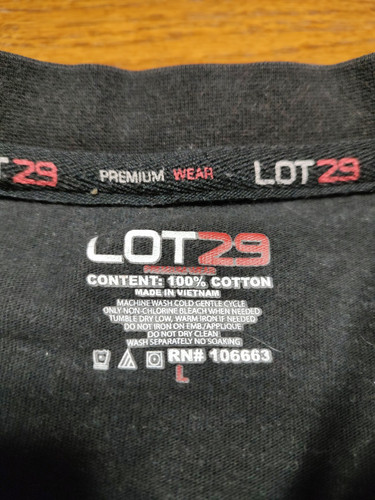 LOT29 PREMIUM WEAR LOT29
LOT29
CONTENT: 100% COTTON
MADE IN VIETNAM
MACHINE WASH COLD GENTLE CYCLE
ONLY NON-CHLORINE BLEACH WHEN NEEDED
TUMBLE DRY LOW, WARM IRON IF NEEDED
DO NOT IRON ON EMB./APPLIQUE
DO NOT DRY CLEAN
WASH SEPARATELY NO SOAKING
RN# 106663
L